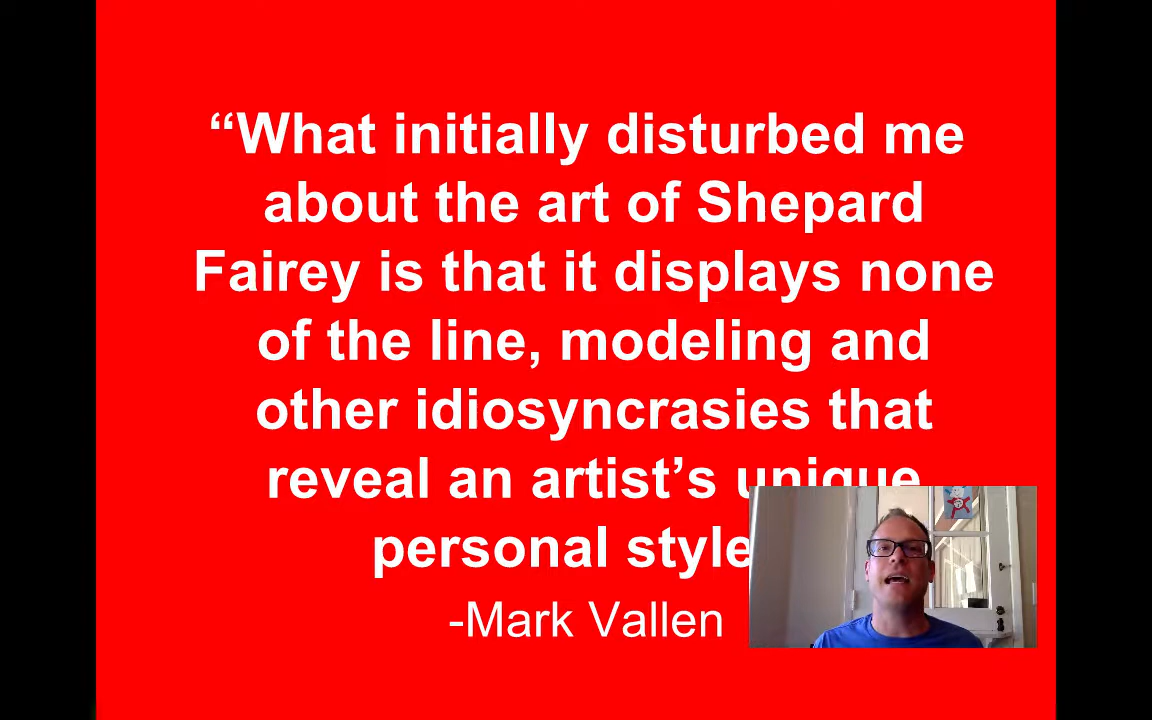 “What initially disturbed me
about the art of Shepard
Fairey is that it displays none
of the line, modeling and
other idiosyncrasies that
reveal an artist’s unique
personal style
-Mark Vallen